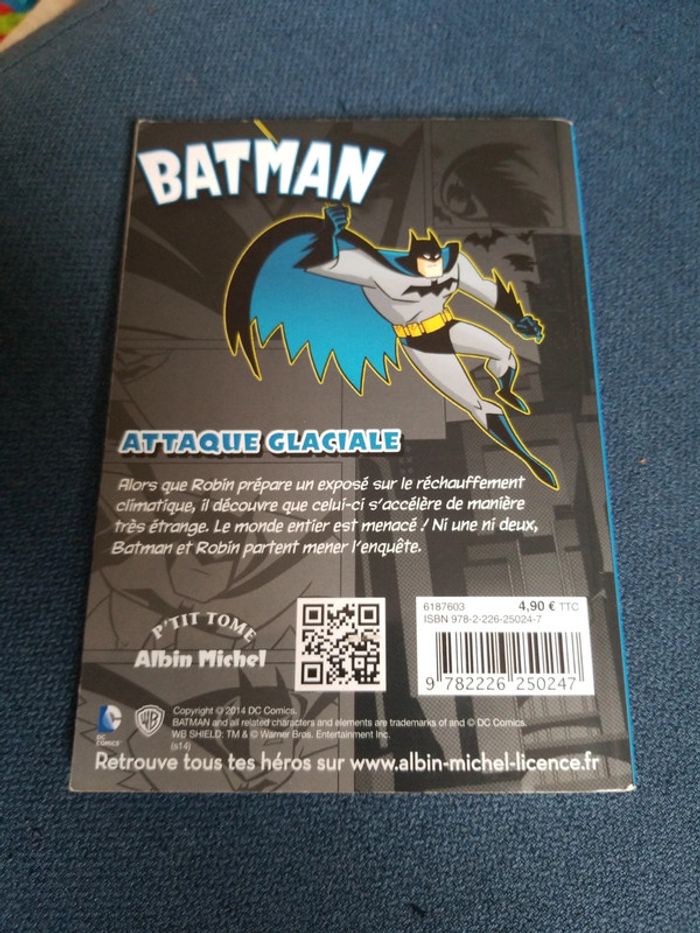 BATMAN
ATTAQUE GLACIALE
Alors que Robin prépare un exposé sur le réchauffement
climatique, il découvre que celui-ci s'accélère de manière
très étrange. Le monde entier est menacé ! Ni une ni deux,
Batman et Robin partent mener l'enquête.
P'TIT TOME
Albin Michel
6187603 4,90 € TTC
ISBN 978-2-226-25024-7
9 782226 250247
DC
COMICS
WB
Copyright © 2014 DC Comics.
BATMAN and all related characters and elements are trademarks of and © DC Comics.
WB SHIELD: TM & © Warner Bros. Entertainment Inc.
(s14)
Retrouve tous tes héros sur www.albin-michel-licence.fr